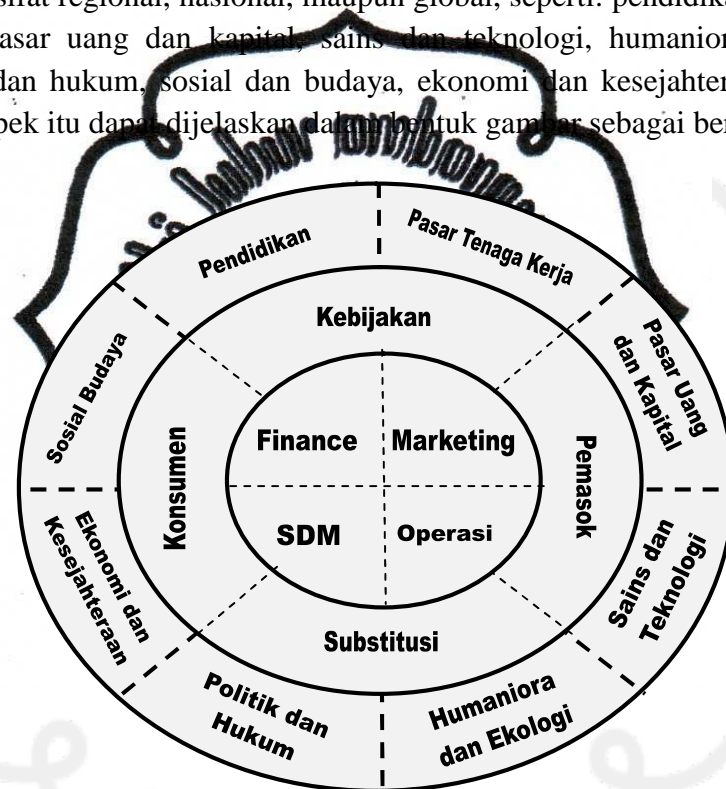 sifat regional, nasional, maupun global, seperti: pendidika
asar uang dan kapital, sains dan teknologi, humanior
dan hukum, sosial dan budaya, ekonomi dan kesejahter
pek itu dapat dijelaskan dalam bentuk gambar sebagai ber
Pendidikan
Pasar Tenaga Kerja
Kebijakan
Sosial Budaya
Pasar Uang
dan Kapital
Konsumen
Finance
Marketing
Pemasok
SDM
Operasi
Ekonomi dan
Kesejahteraan
Sains dan
Teknologi
Substitusi
Politik dan
Hukum
Humaniora
dan Ekologi